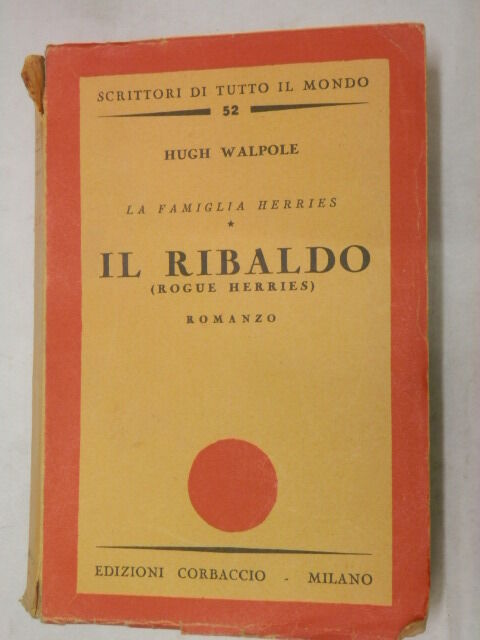 SCRITTORI DI TUTTO IL MONDO
52
HUGH WALPOLE
LA FAMIGLIA HERRIES
*
IL RIBALDO
(ROGUE HERRIES)
ROMANZO
EDIZIONI CORBACCIO - MILANO